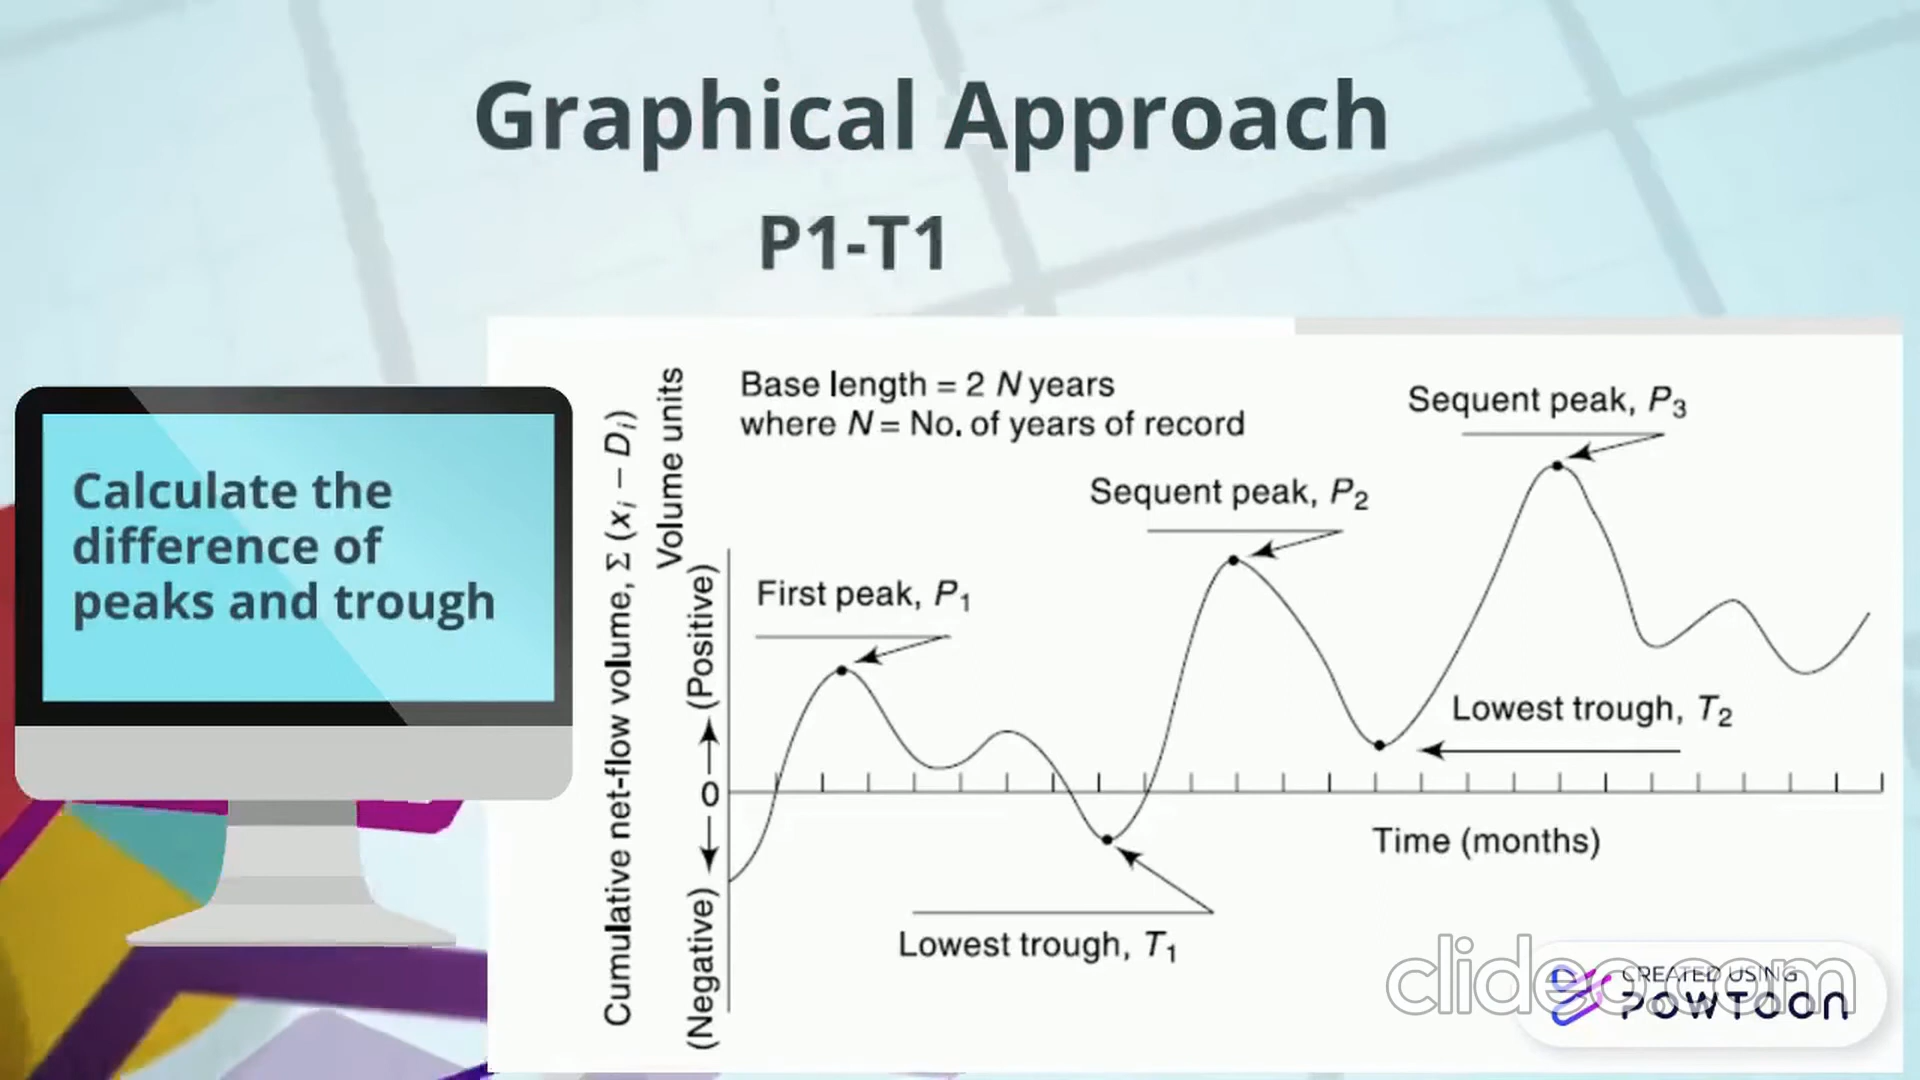 Graphical Approach
P1-T1
Calculate the
difference of
peaks and trough
Base length = 2 N years
where N = No. of years of record
Sequent peak, P3
Sequent peak, P2
First peak, P1
Lowest trough, T2
Lowest trough, T1
Time (months)
0
Cumulative net-flow volume, Σ (xi − Di)
Volume units
(Positive)
(Negative)
clideo.com
CREATED USING
POWTOON